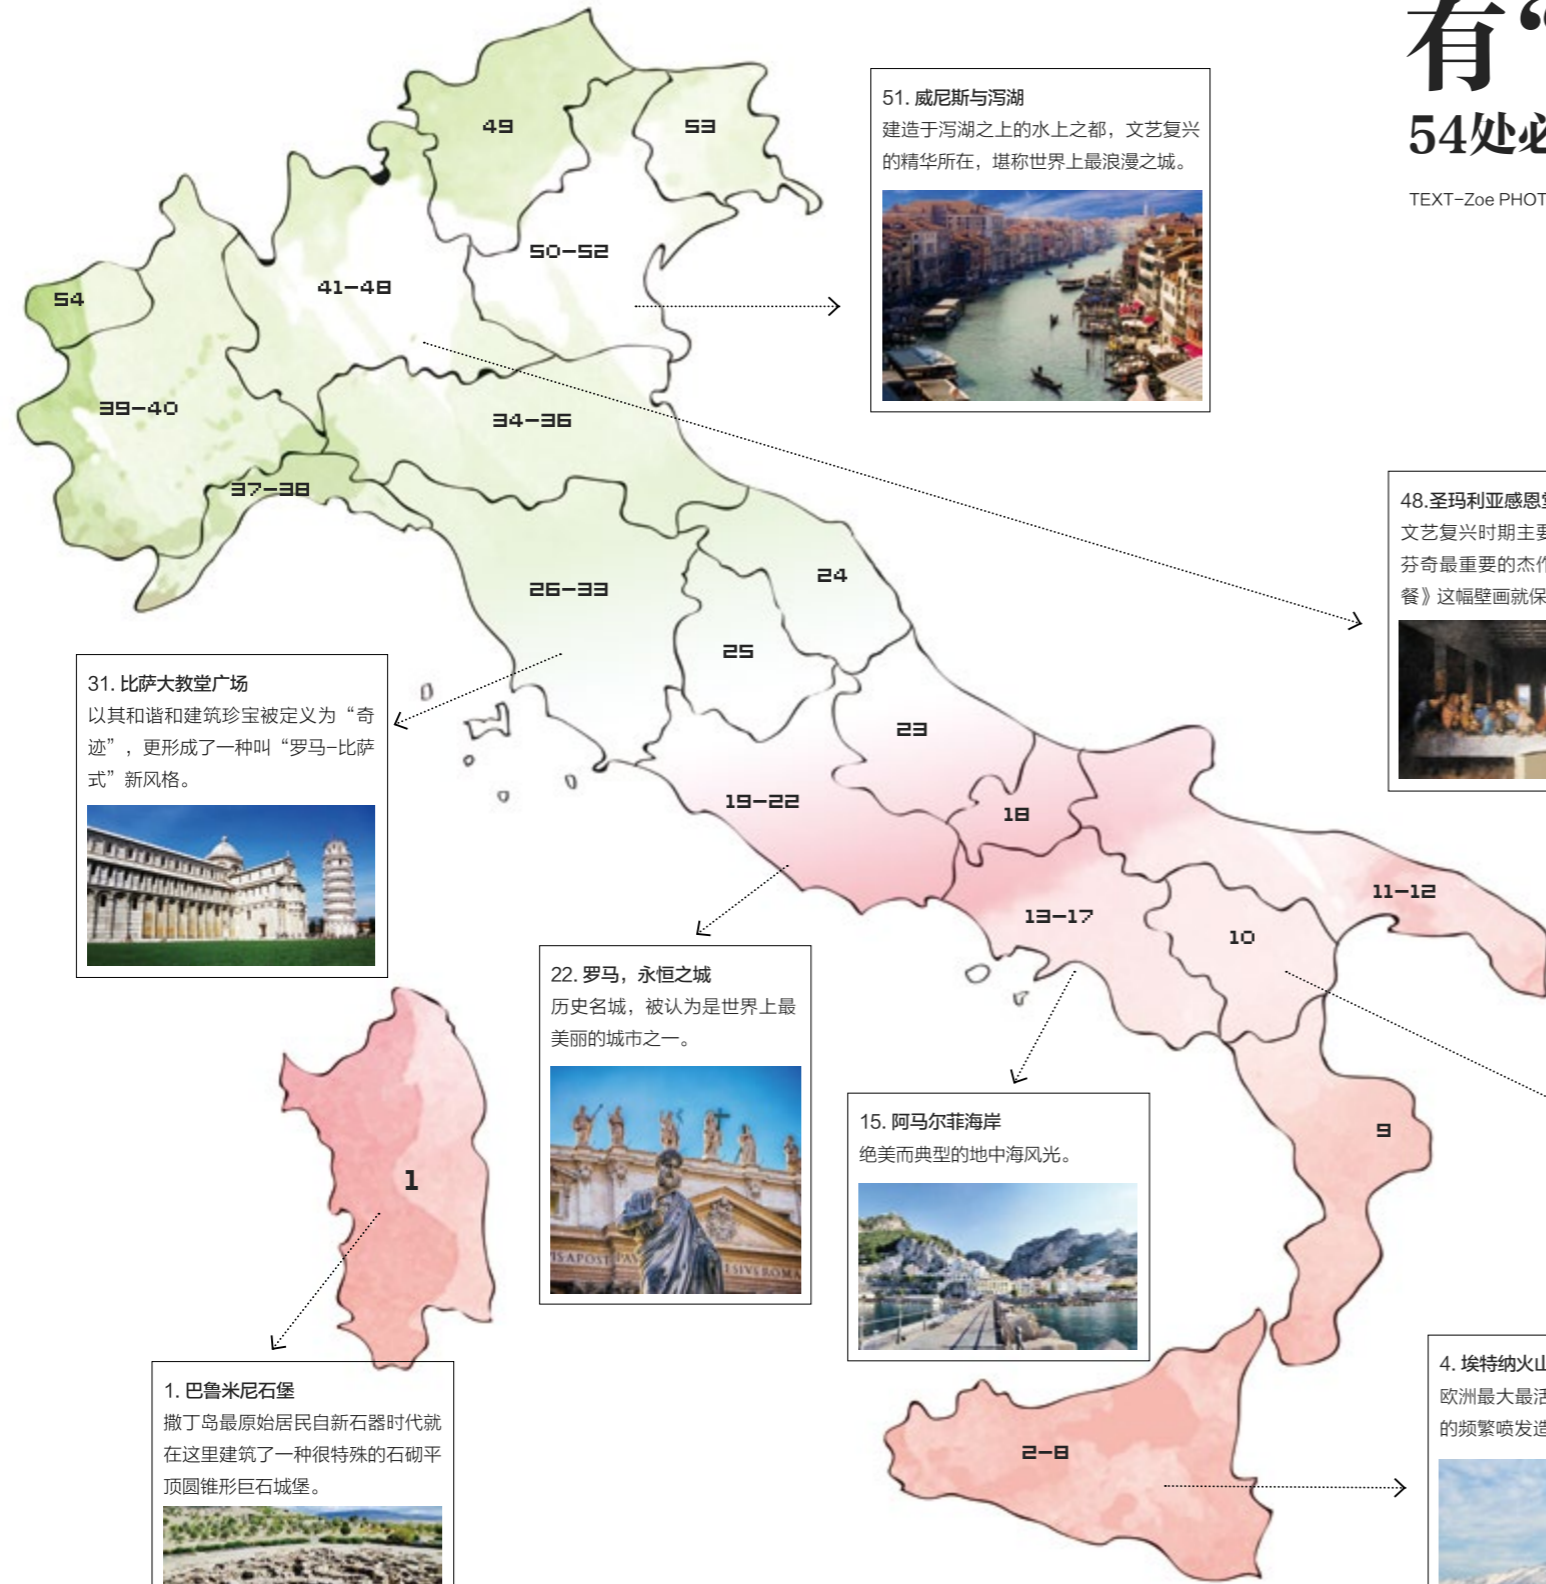 有“
54处必
TEXT-Zoe PHOT
49
53
50-52
41-48
54
39-40
34-36
37-38
26-33
24
25
23
19-22
18
13-17
11-12
10
9
1
2-8
51. 威尼斯与泻湖
建造于泻湖之上的水上之都，文艺复兴
的精华所在，堪称世界上最浪漫之城。
48.圣玛利亚感恩堂
文艺复兴时期主要
芬奇最重要的杰作
餐》这幅壁画就保
31. 比萨大教堂广场
以其和谐和建筑珍宝被定义为“奇
迹”，更形成了一种叫“罗马-比萨
式”新风格。
22. 罗马，永恒之城
历史名城，被认为是世界上最
美丽的城市之一。
15. 阿马尔菲海岸
绝美而典型的地中海风光。
1. 巴鲁米尼石堡
撒丁岛最原始居民自新石器时代就
在这里建筑了一种很特殊的石砌平
顶圆锥形巨石城堡。
4. 埃特纳火山
欧洲最大最活
的频繁喷发造